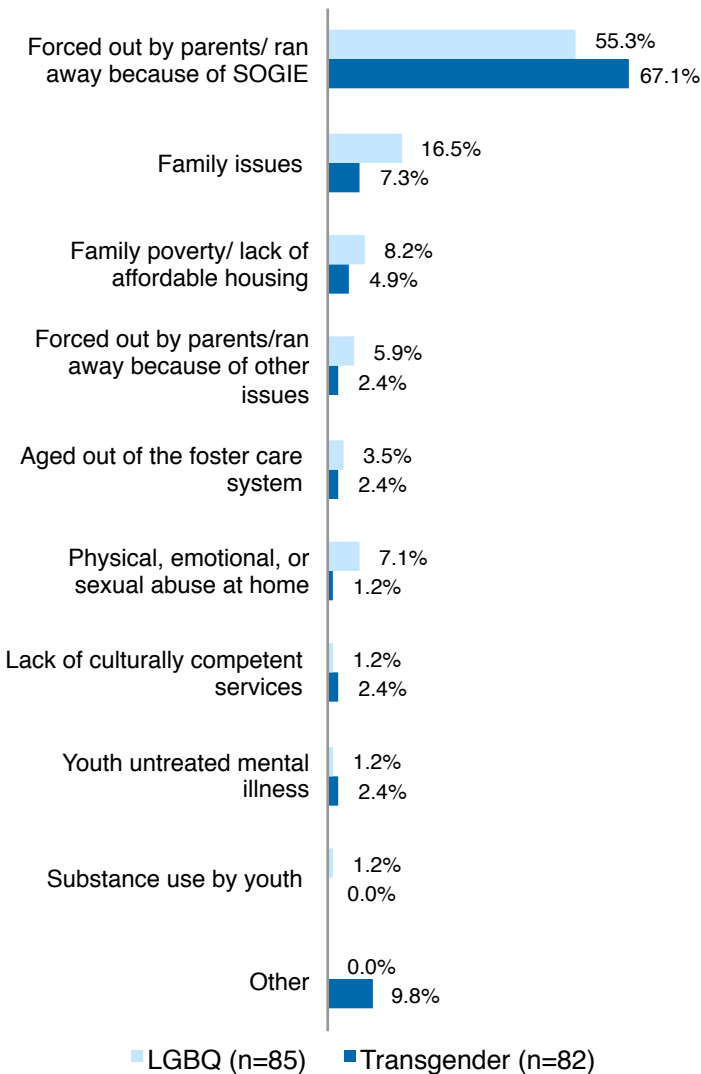 Forced out by parents/ ran
away because of SOGIE
55.3%
67.1%
Family issues
16.5%
7.3%
Family poverty/ lack of
affordable housing
8.2%
4.9%
Forced out by parents/ran
away because of other
issues
5.9%
2.4%
Aged out of the foster care
system
3.5%
2.4%
Physical, emotional, or
sexual abuse at home
7.1%
1.2%
Lack of culturally competent
services
1.2%
2.4%
Youth untreated mental
illness
1.2%
2.4%
Substance use by youth
1.2%
0.0%
Other
0.0%
9.8%
LGBQ (n=85) Transgender (n=82)